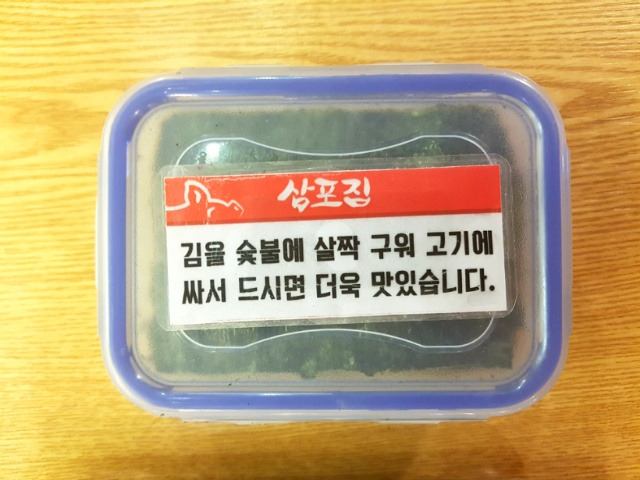 삼포집
김을 숯불에 살짝 구워 고기에
싸서 드시면 더욱 맛있습니다.